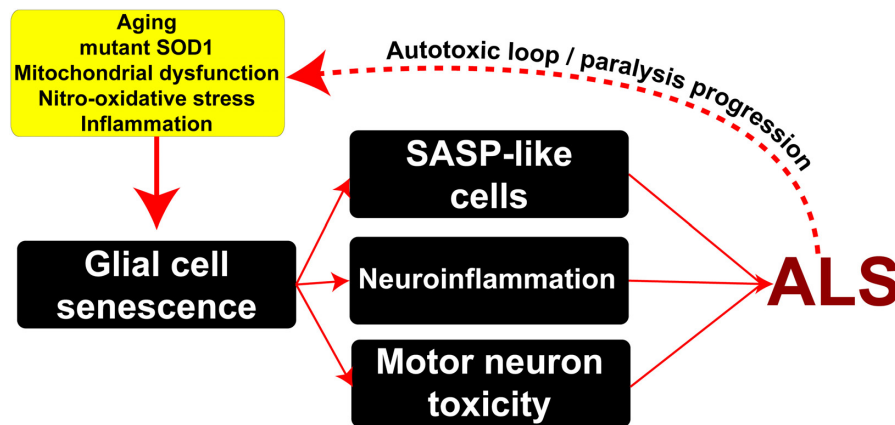 Aging
mutant SOD1
Mitochondrial dysfunction
Nitro-oxidative stress
Inflammation
Autotoxic loop / paralysis progression
SASP-like
cells
Glial cell
senescence
Neuroinflammation
ALS
Motor neuron
toxicity